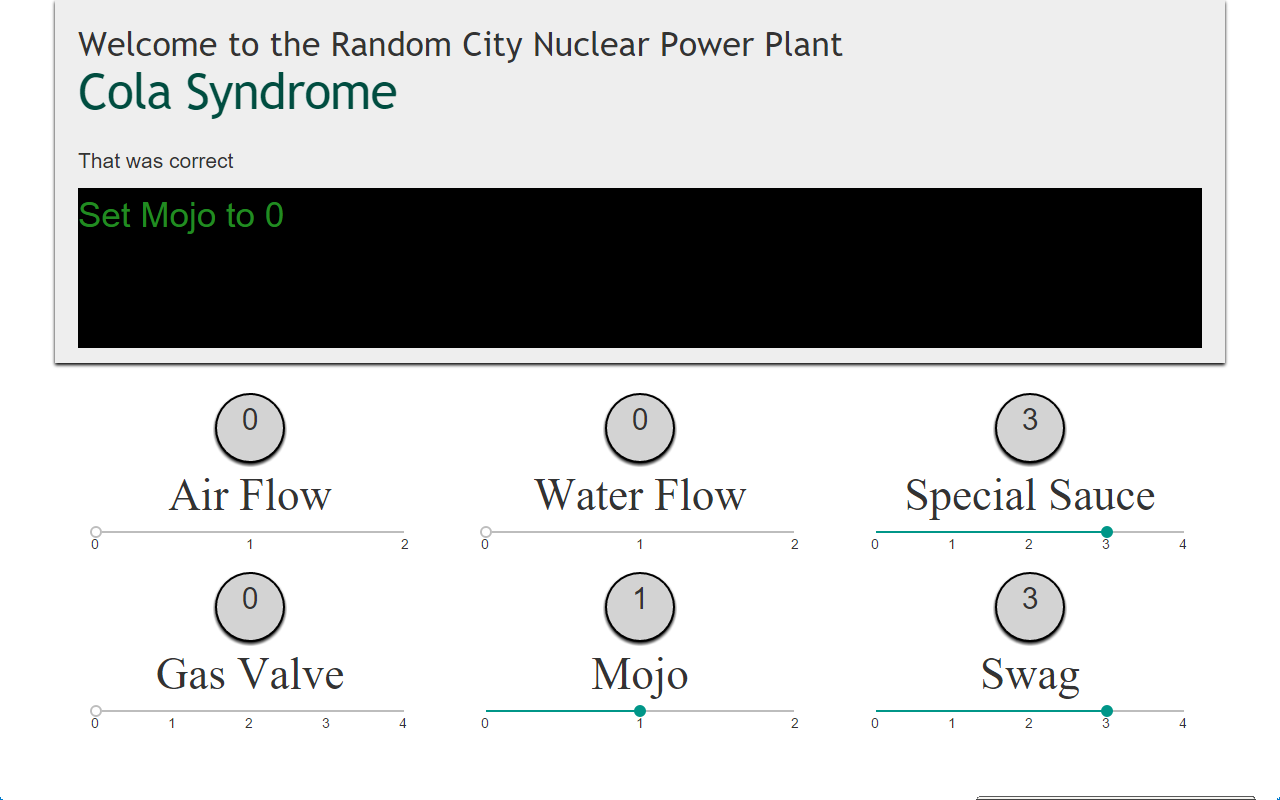 Welcome to the Random City Nuclear Power Plant
Cola Syndrome
That was correct
Set Mojo to 0
0
Air Flow
0 1 2
0
Water Flow
0 1 2
3
Special Sauce
0 1 2 3 4
0
Gas Valve
0 1 2 3 4
1
Mojo
0 1 2
3
Swag
0 1 2 3 4